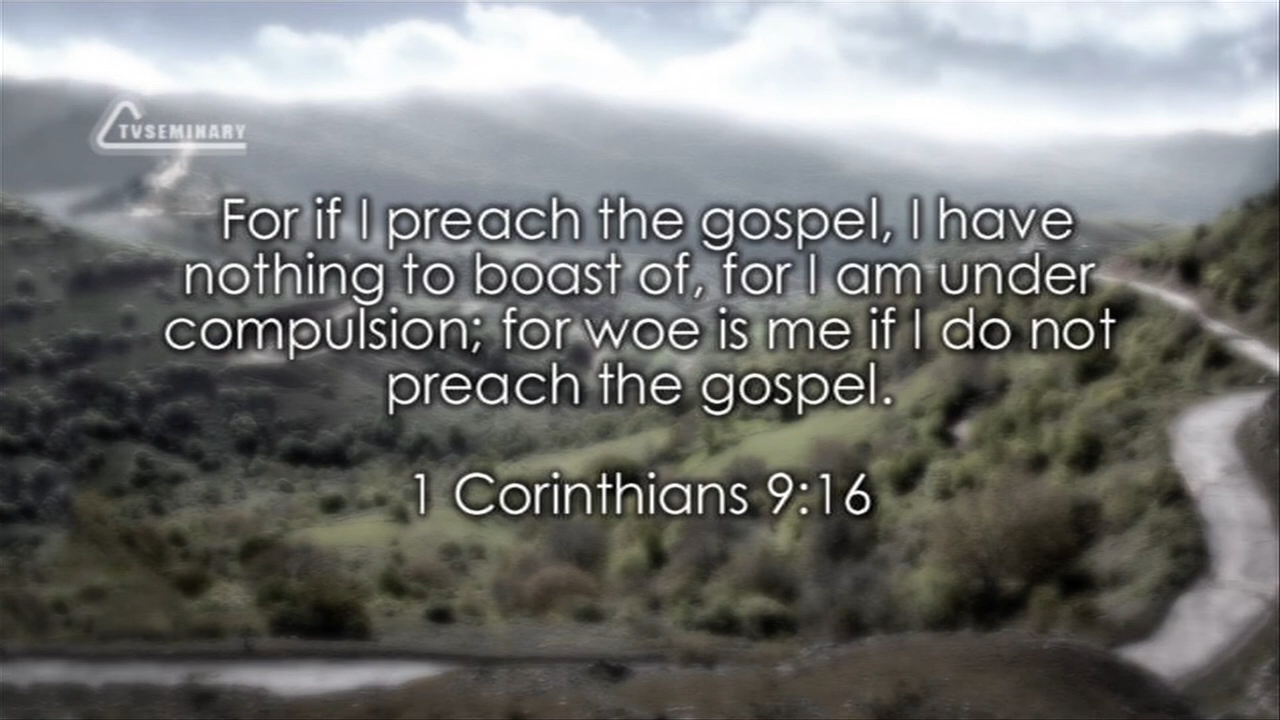 TVSEMINARY
For if I preach the gospel, I have
nothing to boast of, for I am under
compulsion; for woe is me if I do not
preach the gospel.
1 Corinthians 9:16